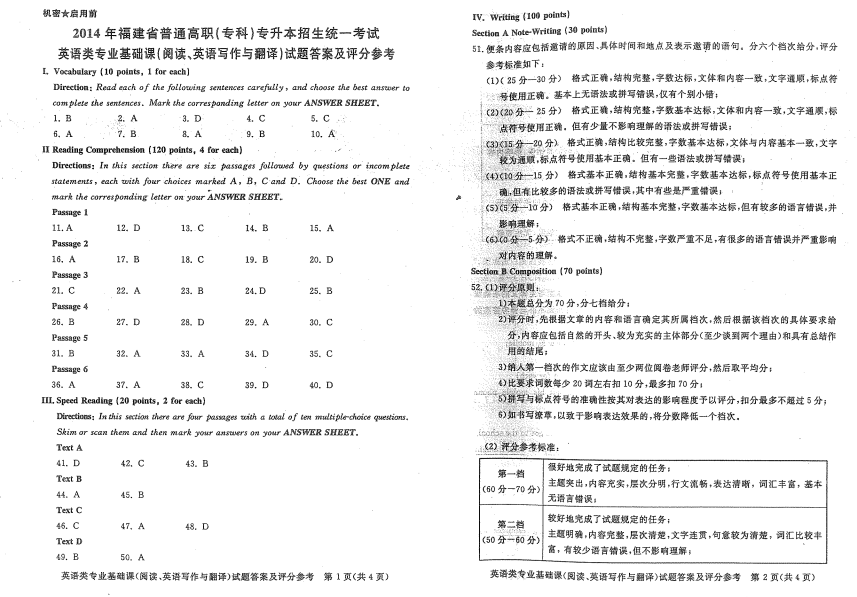 机密★启用前
2014 年福建省普通高职(专科)专升本招生统一考试
英语类专业基础课(阅读、英语写作与翻译)试题答案及评分参考
I. Vocabulary (10 points, 1 for each)
Direction: Read each of the following sentences carefully, and choose the best answer to
complete the sentences. Mark the corresponding letter on your ANSWER SHEET.
1. B 2. A 3. D 4. C 5. C
6. A 7. B 8. A 9. B 10. A
II Reading Comprehension (120 points, 4 for each)
Directions: In this section there are six passages followed by questions or incomplete
statements, each with four choices marked A, B, C and D. Choose the best ONE and
mark the corresponding letter on your ANSWER SHEET.
Passage 1
11. A 12. D 13. C 14. B 15. A
Passage 2
16. A 17. B 18. C 19. B 20. D
Passage 3
21. C 22. A 23. B 24. D 25. B
Passage 4
26. B 27. D 28. D 29. A 30. C
Passage 5
31. B 32. A 33. A 34. D 35. C
Passage 6
36. A 37. A 38. C 39. D 40. D
III. Speed Reading (20 points, 2 for each)
Directions: In this section there are four passages with a total of ten multiple-choice questions.
Skim or scan them and then mark your answers on your ANSWER SHEET.
Text A
41. D 42. C 43. B
Text B
44. A 45. B
Text C
46. C 47. A 48. D
Text D
49. B 50. A
英语类专业基础课(阅读、英语写作与翻译)试题答案及评分参考 第 1 页(共 4 页)
IV. Writing (100 points)
Section A Note-Writing (30 points)
51. 便条内容应包括邀请的原因、具体时间和地点及表示邀请的语句。分六个档次给分,评分
参考标准如下:
(1)( 25 分—30 分) 格式正确,结构完整,字数达标,文体和内容一致,文字通顺,标点符
号使用正确。基本上无语法或拼写错误,仅有个别小错;
(2)(20 分— 25 分) 格式正确,结构完整,字数基本达标,文体和内容一致,文字通顺,标
点符号使用正确。但有少量不影响理解的语法或拼写错误;
(3)(15 分—20 分) 格式正确,结构比较完整,字数基本达标,文体与内容基本一致,文字
较为通顺,标点符号使用基本正确。但有一些语法或拼写错误;
(4)(10 分—15 分) 格式基本正确,结构基本完整,字数基本达标,标点符号使用基本正
确,但有比较多的语法或拼写错误,其中有些是严重错误;
(5)(5 分—10 分) 格式基本正确,结构基本完整,字数基本达标,但有较多的语言错误,并
影响理解;
(6)(0 分—5 分) 格式不正确,结构不完整,字数严重不足,有很多的语言错误并严重影响
对内容的理解。
Section B Composition (70 points)
52. (1)评分原则:
1)本题总分为 70 分,分七档给分;
2)评分时,先根据文章的内容和语言确定其所属档次,然后根据该档次的具体要求给
分,内容应包括自然的开头、较为充实的主体部分(至少谈到两个理由)和具有总结作
用的结尾;
3)纳入第一档次的作文应该由至少两位阅卷老师评分,然后取平均分;
4)比要求词数每少 20 词左右扣 10 分,最多扣 70 分;
5)拼写与标点符号的准确性按其对表达的影响程度予以评分,扣分最多不超过 5 分;
6)如书写潦草,以致于影响表达效果的,将分数降低一个档次。
(2) 评分参考标准:
第一档
(60 分—70 分)
很好地完成了试题规定的任务;
主题突出,内容充实,层次分明,行文流畅,表达清晰,词汇丰富,基本
无语言错误;
第二档
(50 分—60 分)
较好地完成了试题规定的任务;
主题明确,内容完整,层次清楚,文字连贯,句意较为清楚,词汇比较丰
富,有较少语言错误,但不影响理解;
英语类专业基础课(阅读、英语写作与翻译)试题答案及评分参考 第 2 页(共 4 页)